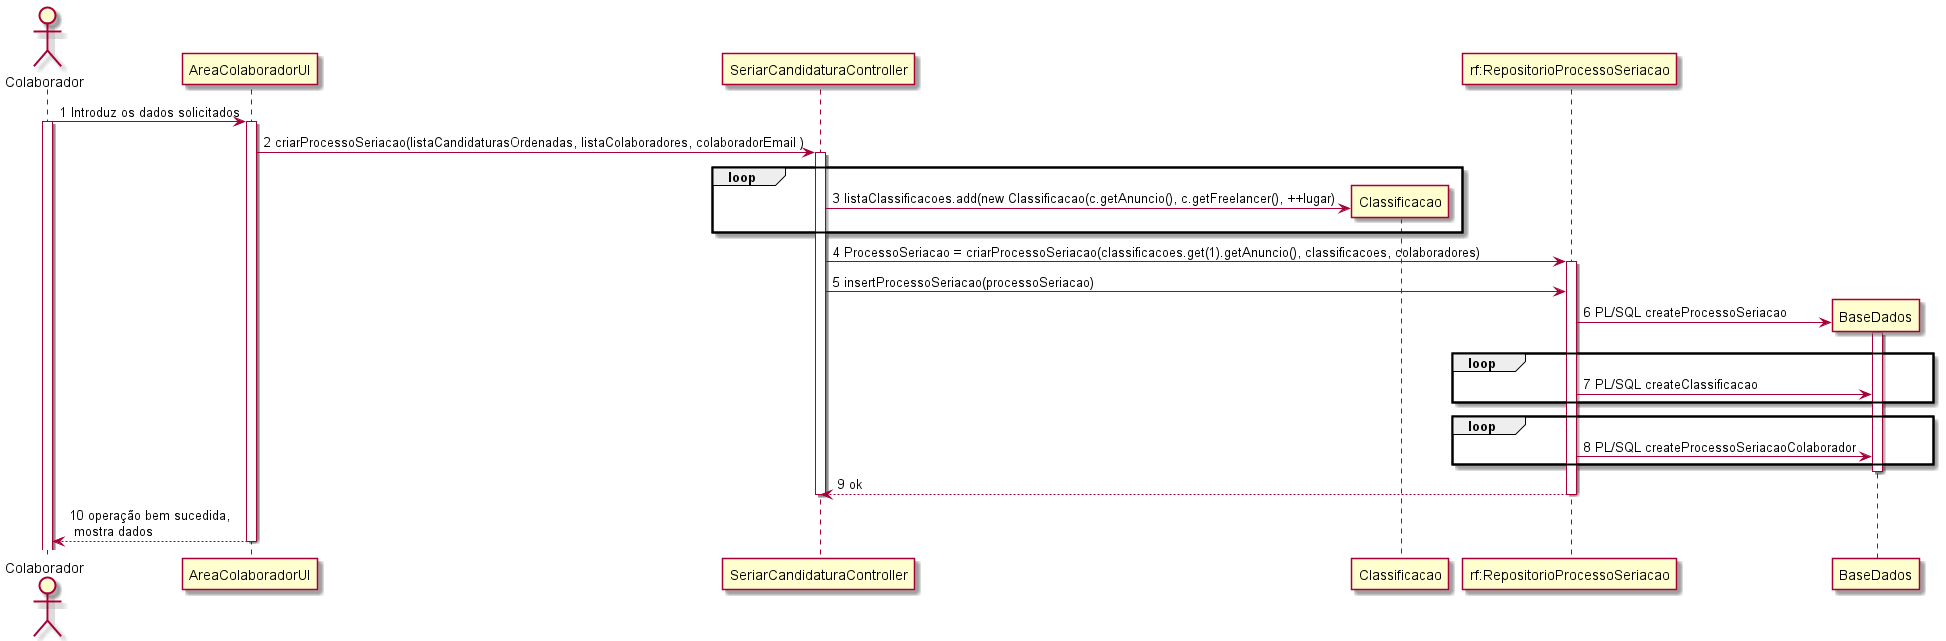 Colaborador
AreaColaboradorUI
SeriarCandidaturaController
rf:RepositorioProcessoSeriacao
1 Introduz os dados solicitados
2 criarProcessoSeriacao(listaCandidaturasOrdenadas, listaColaboradores, colaboradorEmail )
loop
3 listaClassificacoes.add(new Classificacao(c.getAnuncio(), c.getFreelancer(), ++lugar)
Classificacao
4 ProcessoSeriacao = criarProcessoSeriacao(classificacoes.get(1).getAnuncio(), classificacoes, colaboradores)
5 insertProcessoSeriacao(processoSeriacao)
6 PL/SQL createProcessoSeriacao
BaseDados
loop
7 PL/SQL createClassificacao
loop
8 PL/SQL createProcessoSeriacaoColaborador
9 ok
10 operação bem sucedida,
mostra dados
Colaborador
AreaColaboradorUI
SeriarCandidaturaController
Classificacao
rf:RepositorioProcessoSeriacao
BaseDados